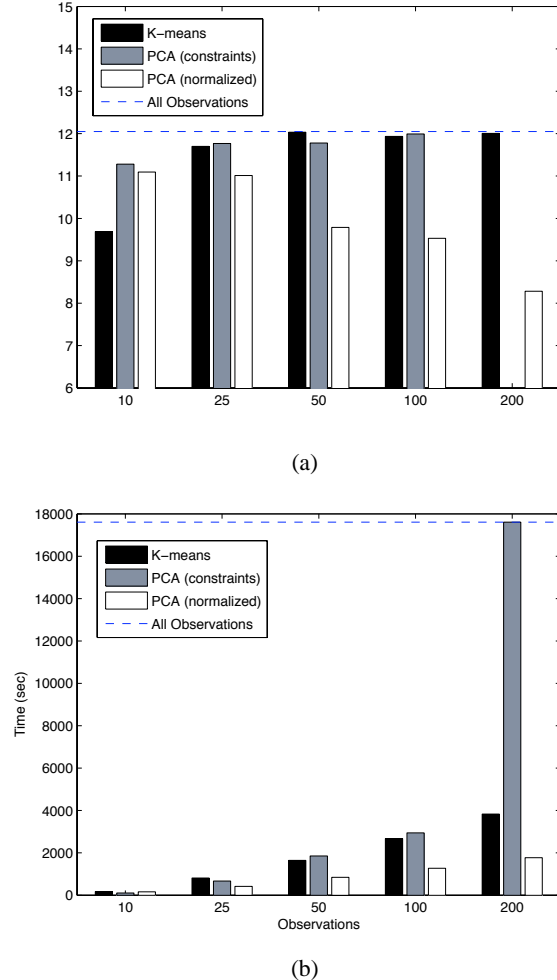 15
14
13
12
11
10
9
8
7
6
K−means
PCA (constraints)
PCA (normalized)
All Observations
10 25 50 100 200
(a)
18000
16000
14000
12000
10000
8000
6000
4000
2000
0
Time (sec)
K−means
PCA (constraints)
PCA (normalized)
All Observations
10 25 50 100 200
Observations
(b)